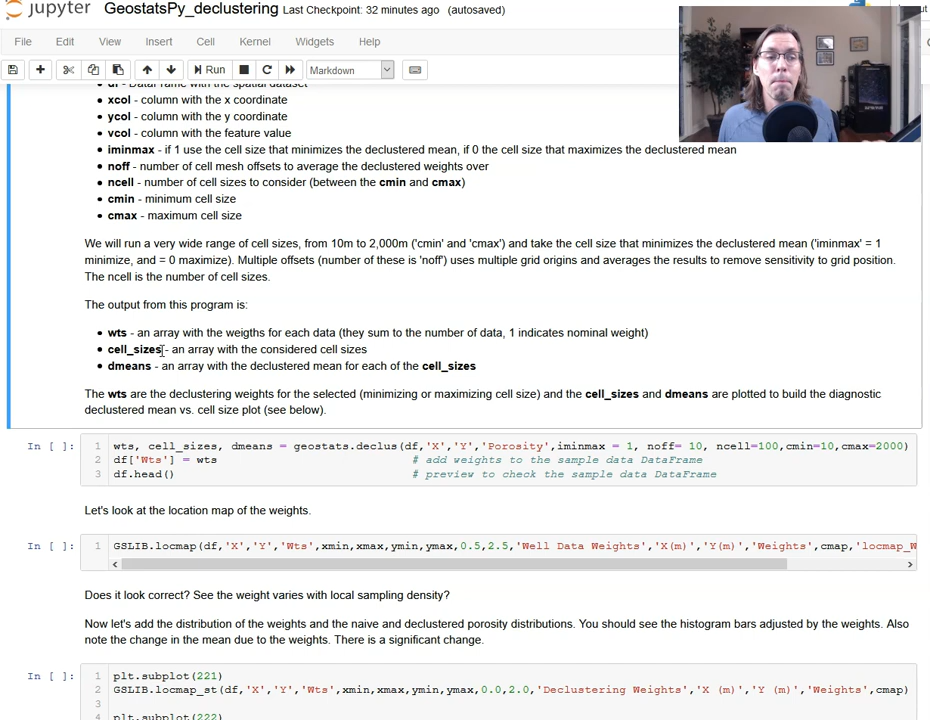 jupyter GeostatsPy_declustering Last Checkpoint: 32 minutes ago (autosaved)
File Edit View Insert Cell Kernel Widgets Help
Run Markdown
xcol - column with the x coordinate
ycol - column with the y coordinate
vcol - column with the feature value
iminmax - if 1 use the cell size that minimizes the declustered mean, if 0 the cell size that maximizes the declustered mean
noff - number of cell mesh offsets to average the declustered weights over
ncell - number of cell sizes to consider (between the cmin and cmax)
cmin - minimum cell size
cmax - maximum cell size
We will run a very wide range of cell sizes, from 10m to 2,000m ('cmin' and 'cmax') and take the cell size that minimizes the declustered mean ('iminmax' = 1
minimize, and = 0 maximize). Multiple offsets (number of these is 'noff') uses multiple grid origins and averages the results to remove sensitivity to grid position.
The ncell is the number of cell sizes.
The output from this program is:
wts - an array with the weigths for each data (they sum to the number of data, 1 indicates nominal weight)
cell_sizes - an array with the considered cell sizes
dmeans - an array with the declustered mean for each of the cell_sizes
The wts are the declustering weights for the selected (minimizing or maximizing cell size) and the cell_sizes and dmeans are plotted to build the diagnostic
declustered mean vs. cell size plot (see below).
In [ ]: 1 wts, cell_sizes, dmeans = geostats.declus(df,'X','Y','Porosity',iminmax = 1, noff= 10, ncell=100,cmin=10,cmax=2000)
2 df['Wts'] = wts # add weights to the sample data DataFrame
3 df.head() # preview to check the sample data DataFrame
Let's look at the location map of the weights.
In [ ]: 1 GSLIB.locmap(df,'X','Y','Wts',xmin,xmax,ymin,ymax,0.5,2.5,'Well Data Weights','X(m)','Y(m)','Weights',cmap,'locmap_W
Does it look correct? See the weight varies with local sampling density?
Now let's add the distribution of the weights and the naive and declustered porosity distributions. You should see the histogram bars adjusted by the weights. Also
note the change in the mean due to the weights. There is a significant change.
In [ ]: 1 plt.subplot(221)
2 GSLIB.locmap_st(df,'X','Y','Wts',xmin,xmax,ymin,ymax,0.0,2.0,'Declustering Weights','X (m)','Y (m)','Weights',cmap)
3
4 plt.subplot(222)